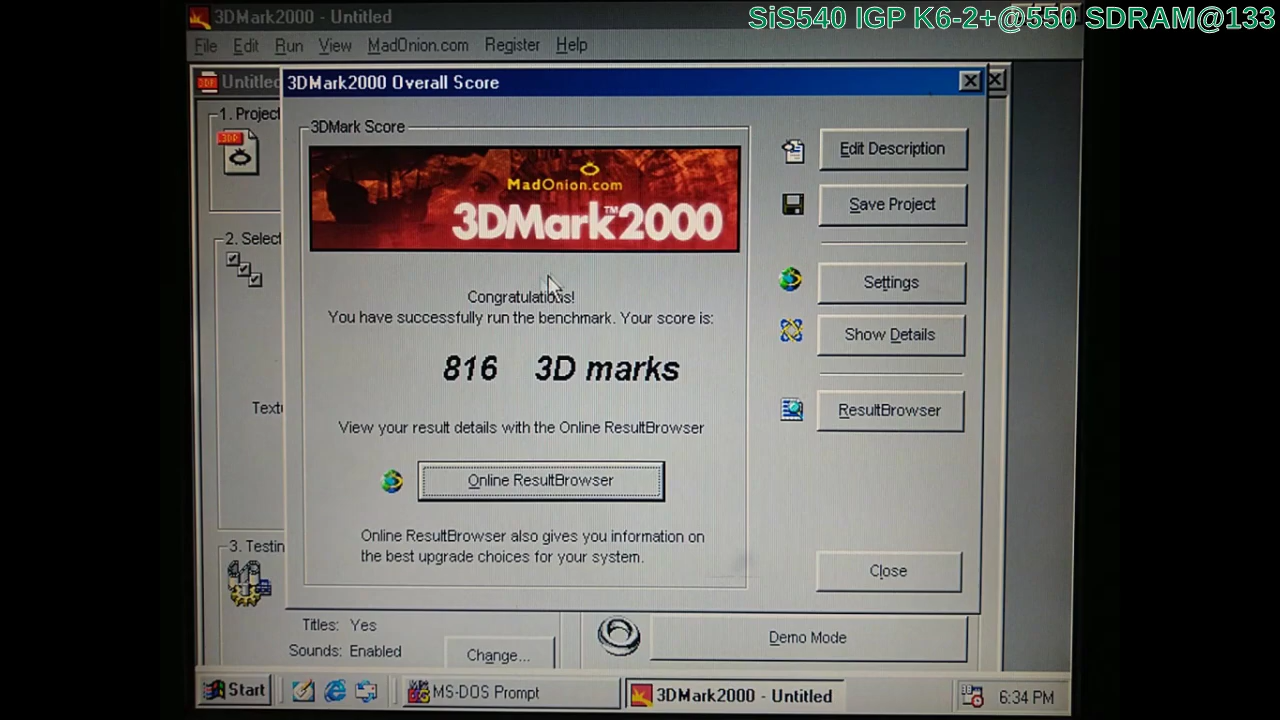 3DMark2000 - Untitled
SiS540 IGP K6-2+@550 SDRAM@133
File Edit Run View MadOnion.com Register Help
Untitled
3DMark2000 Overall Score
1. Project
3DMark Score
Edit Description
MadOnion.com
3DMark™2000
Save Project
2. Select
Settings
Congratulations!
You have successfully run the benchmark. Your score is:
Show Details
816 3D marks
Textu
ResultBrowser
View your result details with the Online ResultBrowser
Online ResultBrowser
Online ResultBrowser also gives you information on
the best upgrade choices for your system.
3. Testin
Close
Titles: Yes
Sounds: Enabled
Change...
Demo Mode
Start
MS-DOS Prompt
3DMark2000 - Untitled
6:34 PM